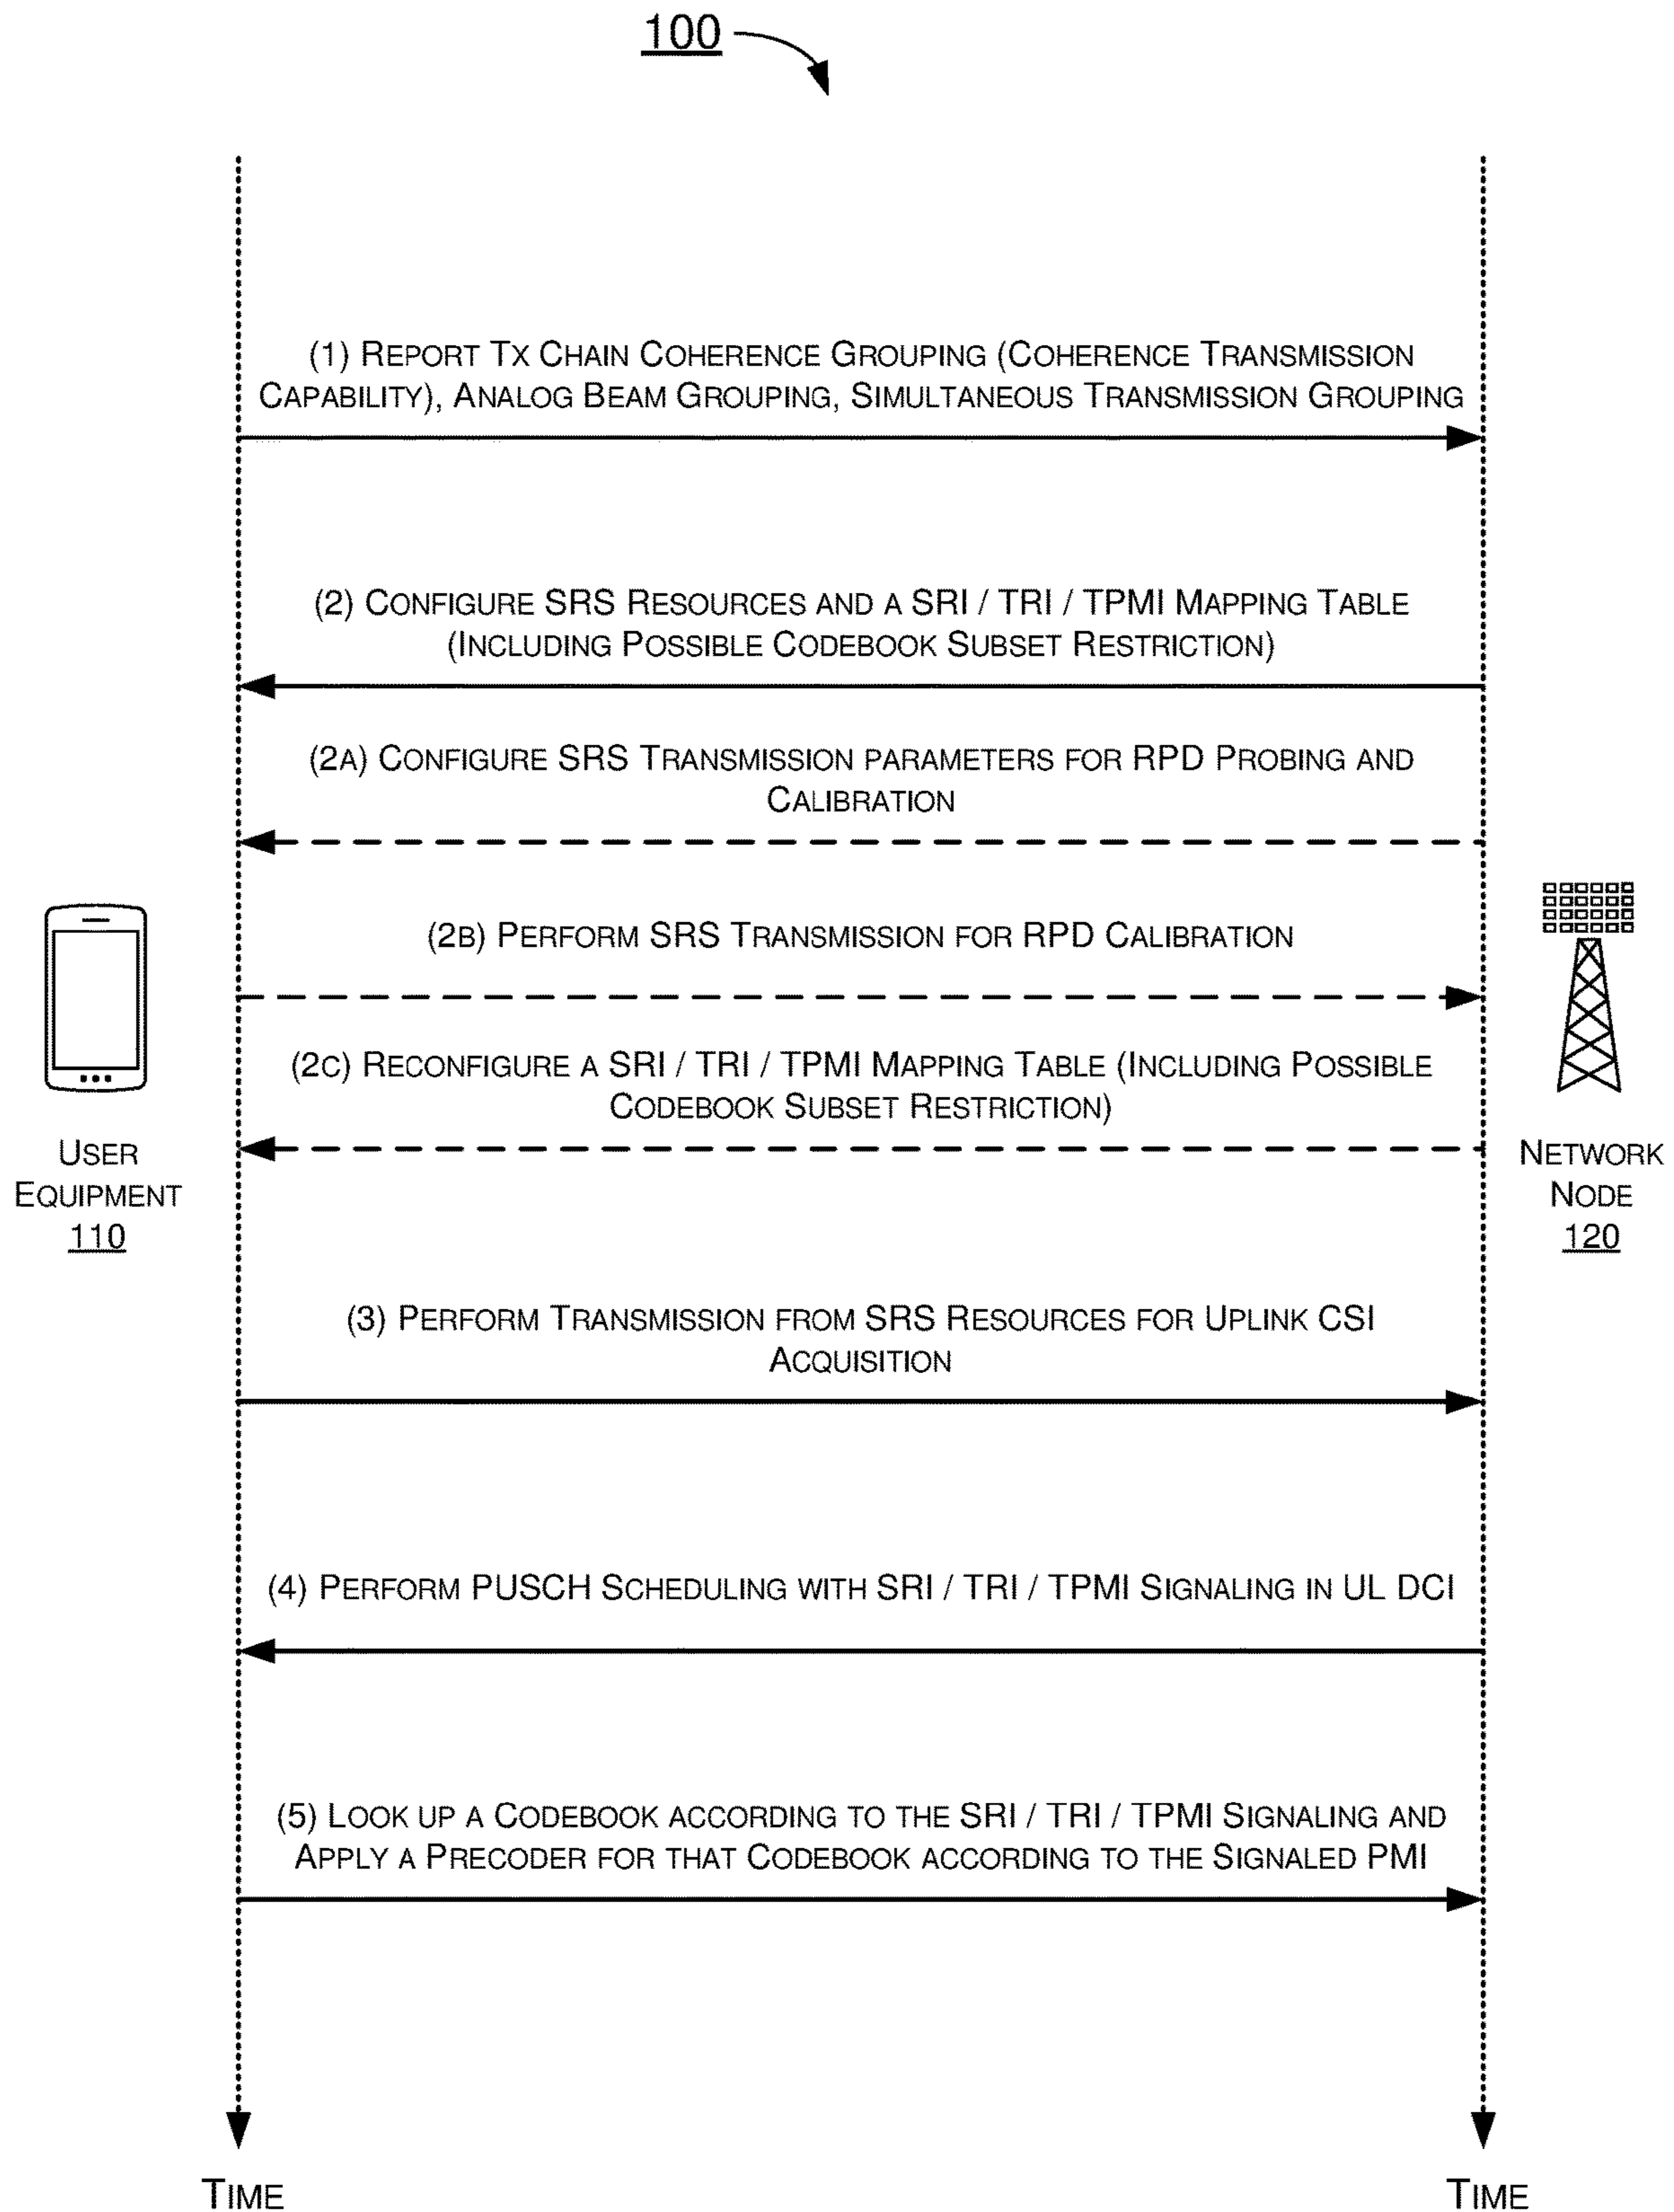 100
(1) Report Tx Chain Coherence Grouping (Coherence Transmission
Capability), Analog Beam Grouping, Simultaneous Transmission Grouping
(2) Configure SRS Resources and a SRI / TRI / TPMI Mapping Table
(Including Possible Codebook Subset Restriction)
(2a) Configure SRS Transmission parameters for RPD Probing and
Calibration
(2b) Perform SRS Transmission for RPD Calibration
(2c) Reconfigure a SRI / TRI / TPMI Mapping Table (Including Possible
Codebook Subset Restriction)
User
Equipment
110
Network
Node
120
(3) Perform Transmission from SRS Resources for Uplink CSI
Acquisition
(4) Perform PUSCH Scheduling with SRI / TRI / TPMI Signaling in UL DCI
(5) Look up a Codebook according to the SRI / TRI / TPMI Signaling and
Apply a Precoder for that Codebook according to the Signaled PMI
Time
Time